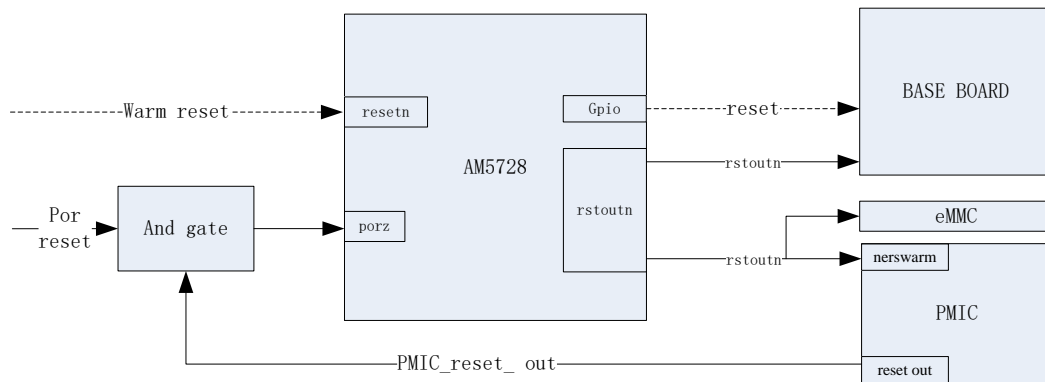 BASE BOARD
Warm reset
resetn
Gpio
reset
AM5728
rstoutn
Por
reset
And gate
porz
rstoutn
eMMC
rstoutn
nerswarm
PMIC
PMIC_reset_ out
reset out